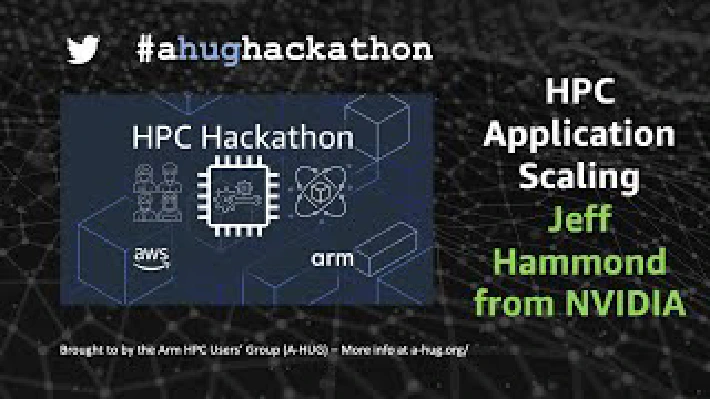 #ahughackathon
HPC Hackathon
aws
arm
HPC
Application
Scaling
Jeff
Hammond
from NVIDIA
Brought to by the Arm HPC Users' Group (A-HUG) – More info at a-hug.org/